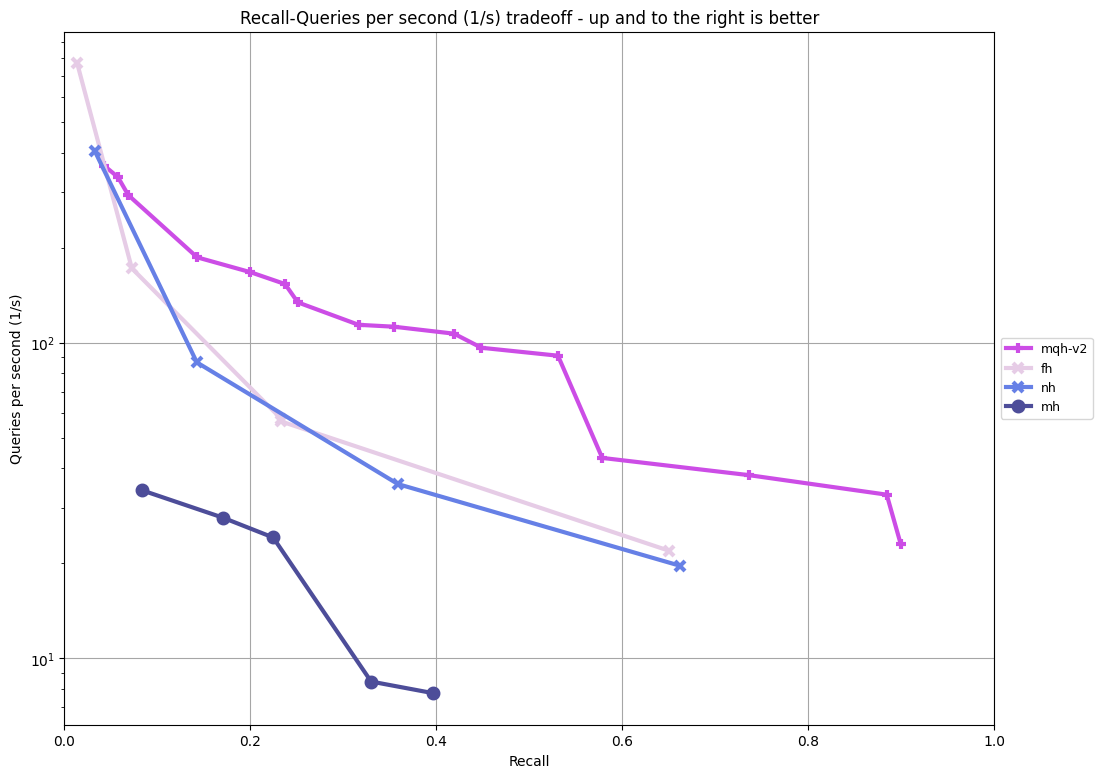 Recall-Queries per second (1/s) tradeoff - up and to the right is better
Queries per second (1/s)
10²
10¹
0.0 0.2 0.4 0.6 0.8 1.0
Recall
mqh-v2
fh
nh
mh